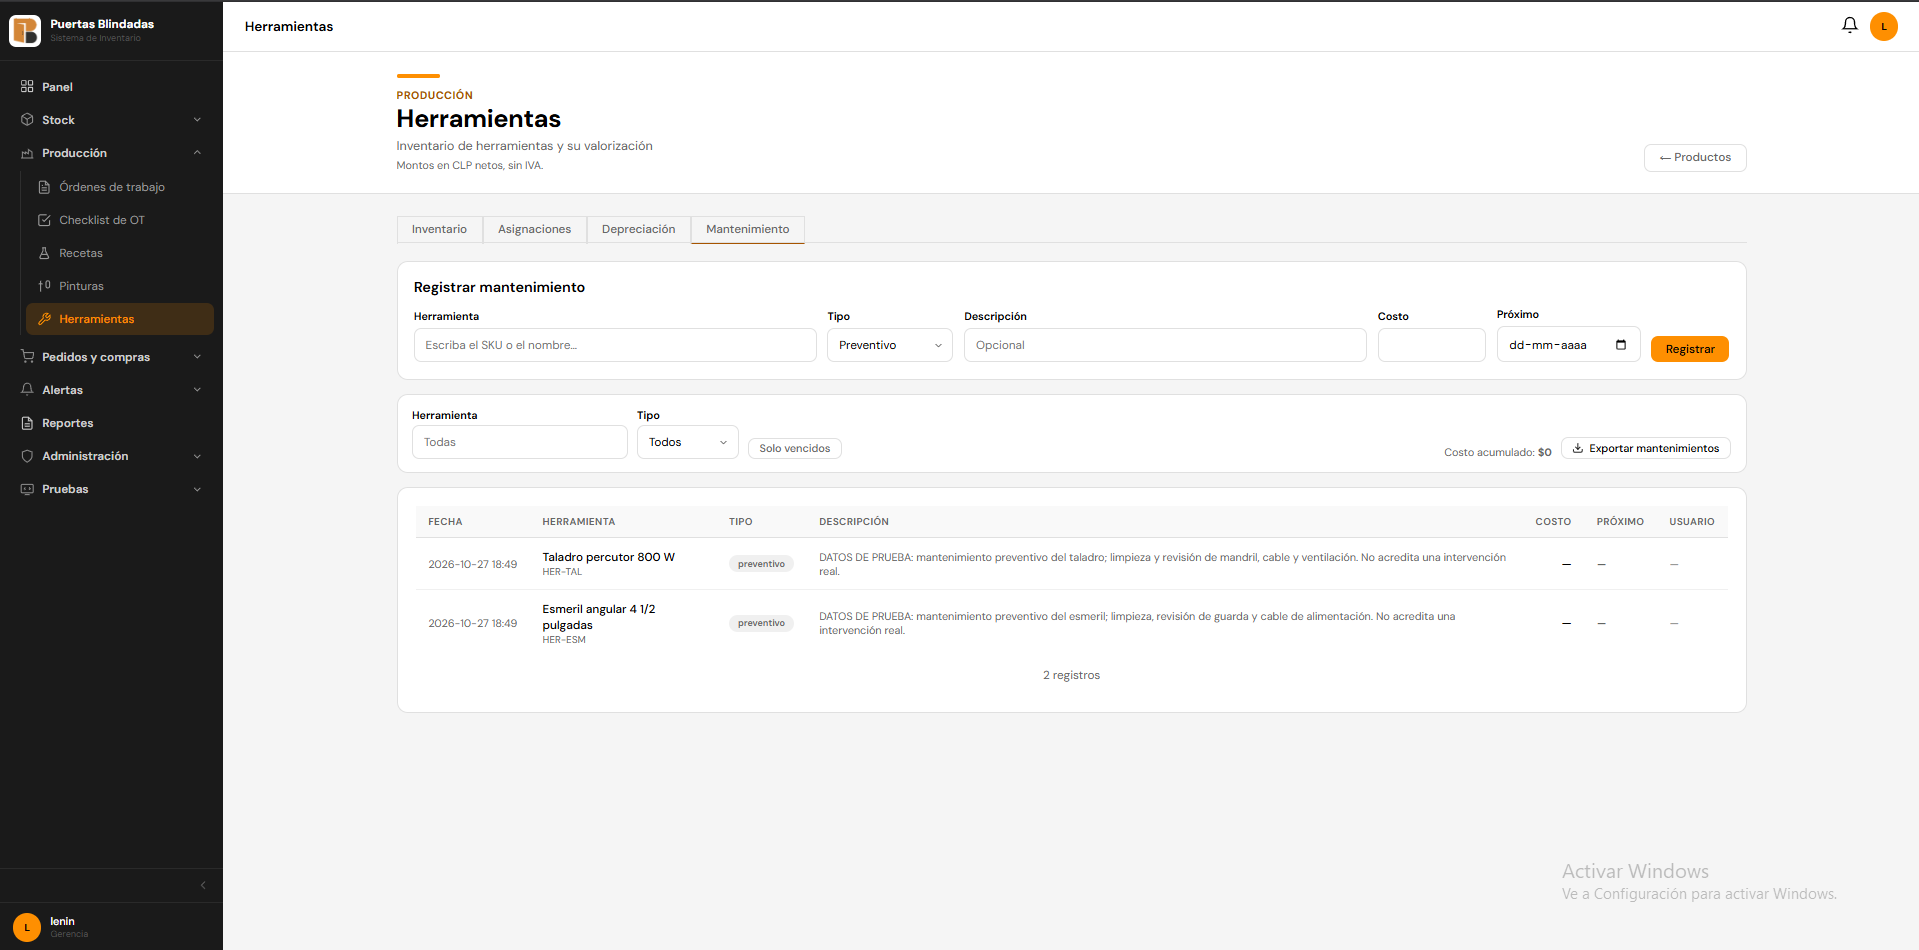 Puertas Blindadas
Sistema de Inventario
Panel
Stock
Producción
Órdenes de trabajo
Checklist de OT
Recetas
Pinturas
Herramientas
Pedidos y compras
Alertas
Reportes
Administración
Pruebas
L
lenin
Gerencia
Herramientas
L
PRODUCCIÓN
Herramientas
Inventario de herramientas y su valorización
Montos en CLP netos, sin IVA.
← Productos
Inventario Asignaciones Depreciación Mantenimiento
Registrar mantenimiento
Herramienta Tipo Descripción Costo Próximo
Escriba el SKU o el nombre... Preventivo Opcional dd-mm-aaaa Registrar
Herramienta Tipo
Todas Todos Solo vencidos Costo acumulado: $0 Exportar mantenimientos
FECHA HERRAMIENTA TIPO DESCRIPCIÓN COSTO PRÓXIMO USUARIO
2026-10-27 18:49 Taladro percutor 800 W preventivo DATOS DE PRUEBA: mantenimiento preventivo del taladro; limpieza y revisión de mandril, cable y ventilación. No acredita una intervención — — —
HER-TAL real.
2026-10-27 18:49 Esmeril angular 4 1/2 preventivo DATOS DE PRUEBA: mantenimiento preventivo del esmeril; limpieza, revisión de guarda y cable de alimentación. No acredita una — — —
pulgadas intervención real.
HER-ESM
2 registros
Activar Windows
Ve a Configuración para activar Windows.